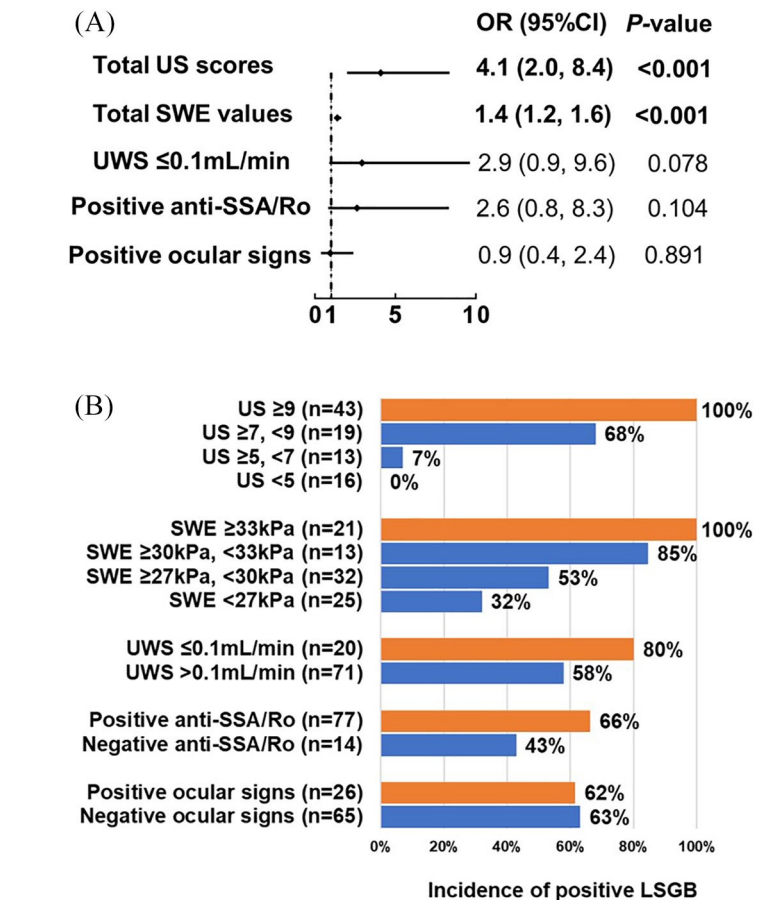 (A)
OR (95%CI) P-value
Total US scores 4.1 (2.0, 8.4) <0.001
Total SWE values 1.4 (1.2, 1.6) <0.001
UWS ≤0.1mL/min 2.9 (0.9, 9.6) 0.078
Positive anti-SSA/Ro 2.6 (0.8, 8.3) 0.104
Positive ocular signs 0.9 (0.4, 2.4) 0.891
0 1 5 10
(B)
US ≥9 (n=43) 100%
US ≥7, <9 (n=19) 68%
US ≥5, <7 (n=13) 7%
US <5 (n=16) 0%
SWE ≥33kPa (n=21) 100%
SWE ≥30kPa, <33kPa (n=13) 85%
SWE ≥27kPa, <30kPa (n=32) 53%
SWE <27kPa (n=25) 32%
UWS ≤0.1mL/min (n=20) 80%
UWS >0.1mL/min (n=71) 58%
Positive anti-SSA/Ro (n=77) 66%
Negative anti-SSA/Ro (n=14) 43%
Positive ocular signs (n=26) 62%
Negative ocular signs (n=65) 63%
0% 20% 40% 60% 80% 100%
Incidence of positive LSGB